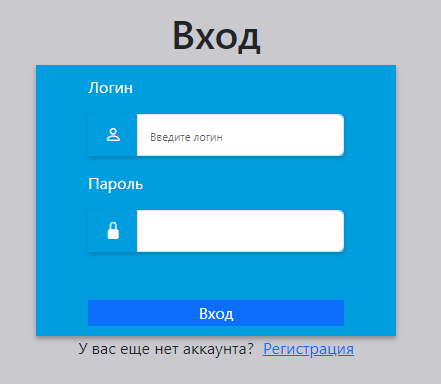 Вход
Логин
Введите логин
Пароль
Вход
У вас еще нет аккаунта? Регистрация